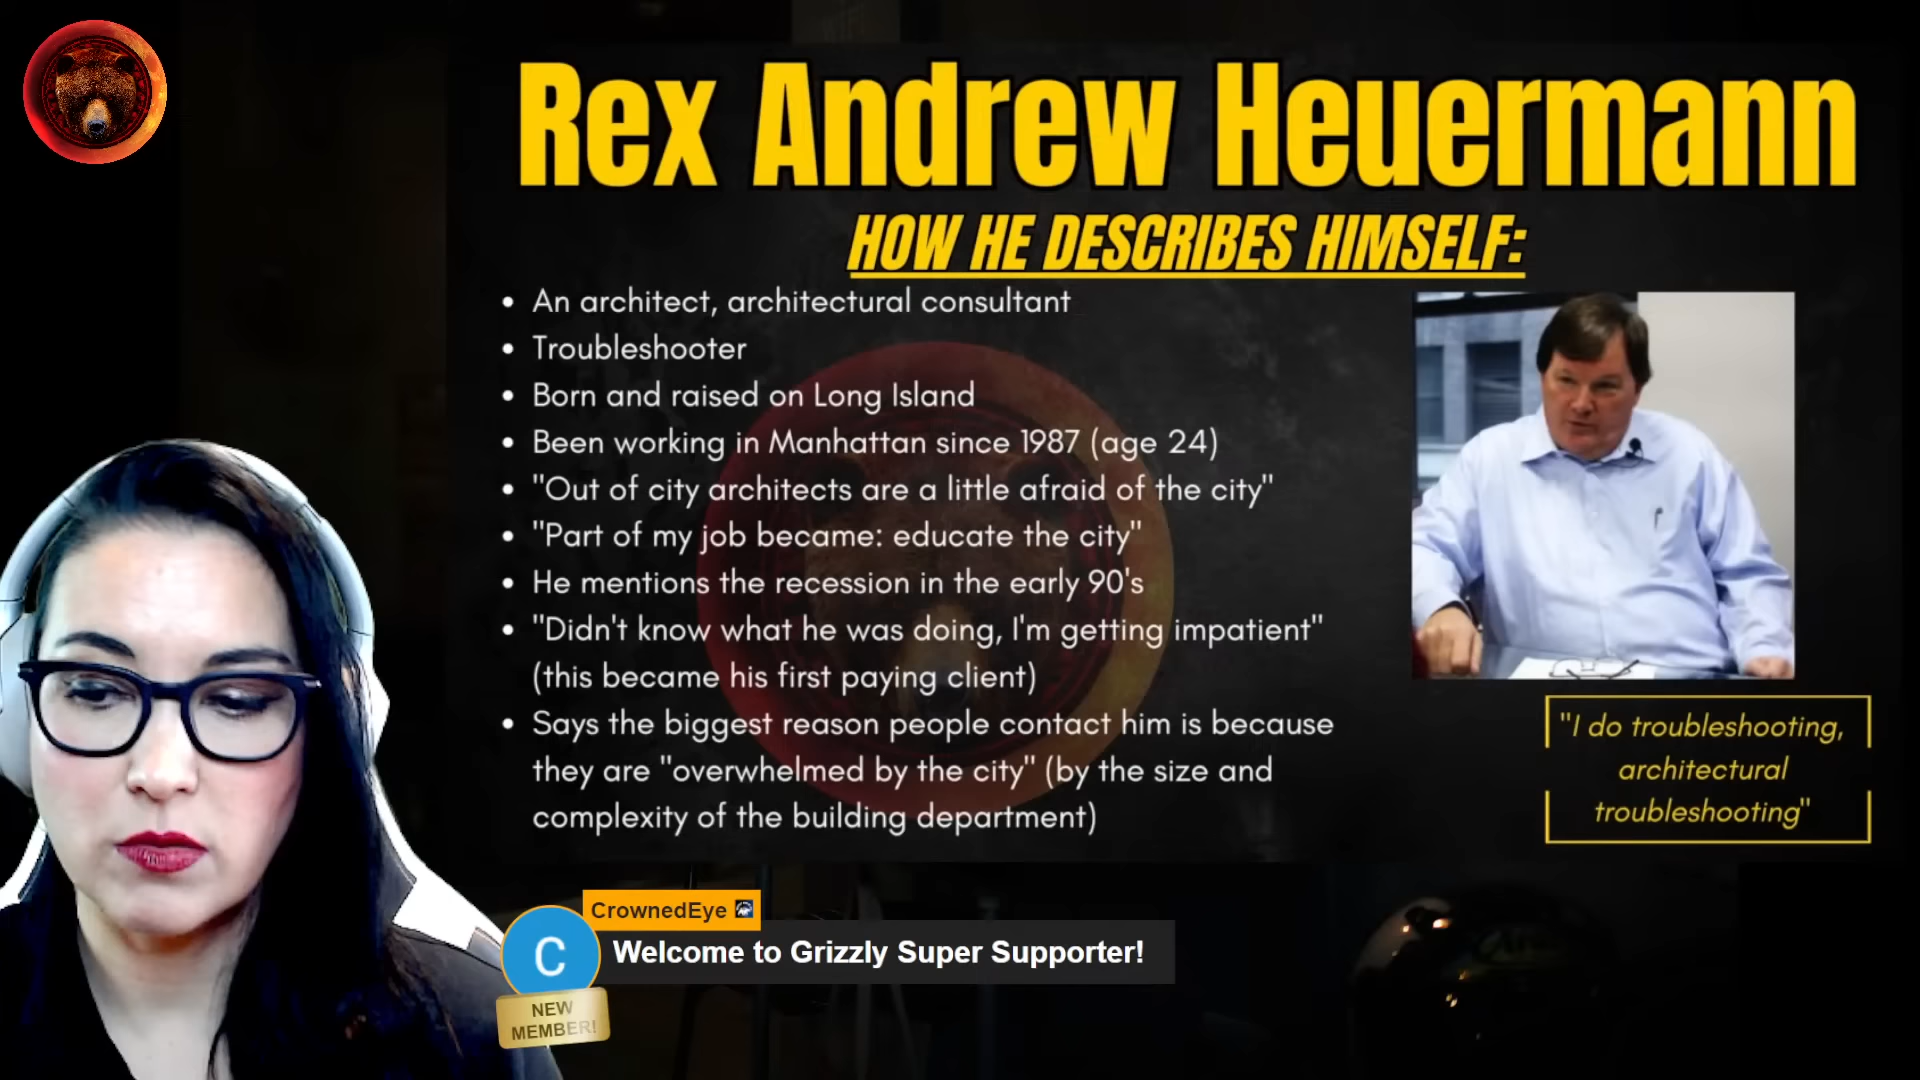 Rex Andrew Heuermann
HOW HE DESCRIBES HIMSELF:
• An architect, architectural consultant
• Troubleshooter
• Born and raised on Long Island
• Been working in Manhattan since 1987 (age 24)
• "Out of city architects are a little afraid of the city"
• "Part of my job became: educate the city"
• He mentions the recession in the early 90's
• "Didn't know what he was doing, I'm getting impatient"
(this became his first paying client)
• Says the biggest reason people contact him is because
they are "overwhelmed by the city" (by the size and
complexity of the building department)
"I do troubleshooting,
architectural
troubleshooting"
CrownedEye
C
Welcome to Grizzly Super Supporter!
NEW
MEMBER!